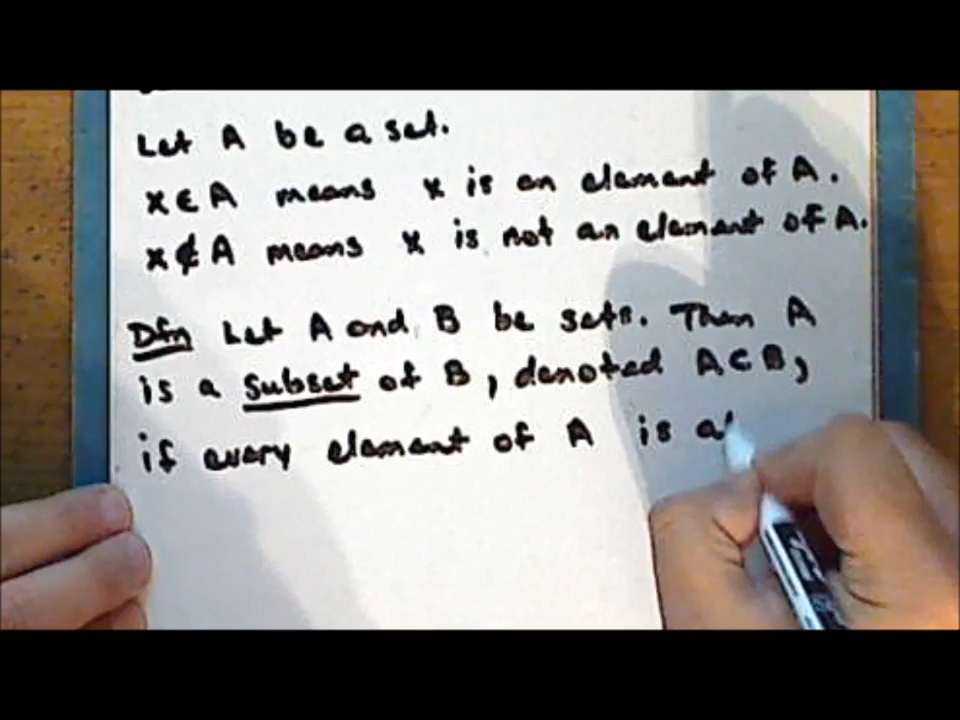 Let A be a set.
x ∈ A means x is an element of A.
x ∉ A means x is not an element of A.
Dfn Let A and B be sets. Then A
is a subset of B, denoted A ⊂ B,
if every element of A is